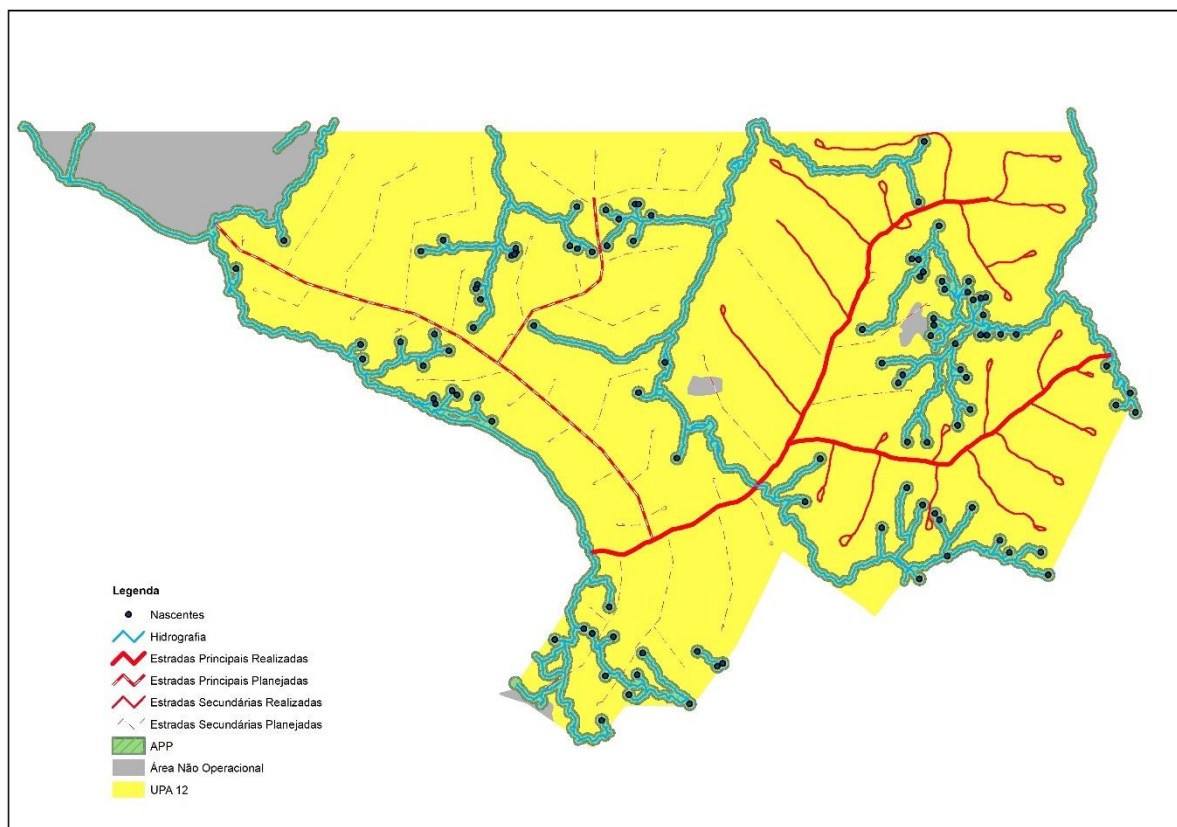 Legenda
Nascentes
Hidrografia
Estradas Principais Realizadas
Estradas Principais Planejadas
Estradas Secundárias Realizadas
Estradas Secundárias Planejadas
APP
Área Não Operacional
UPA 12